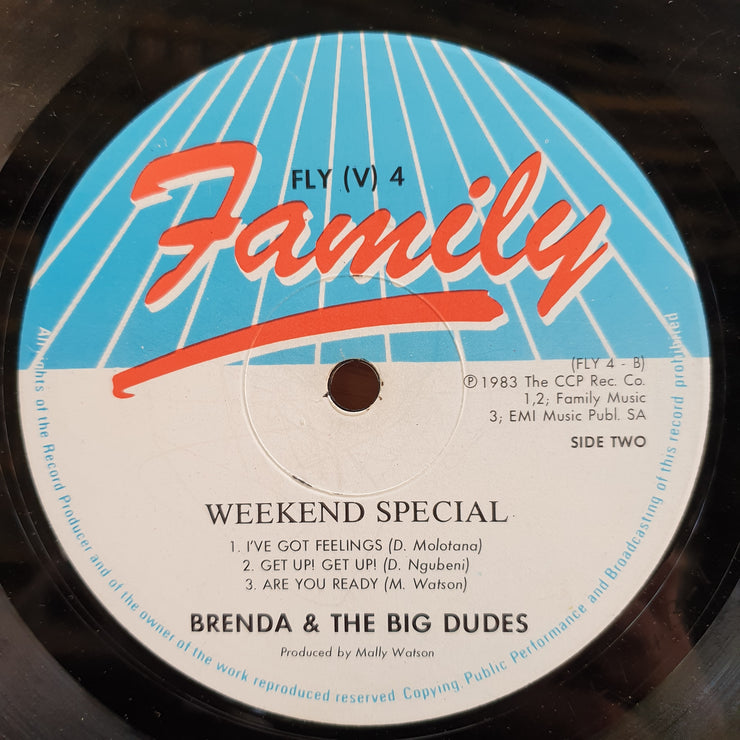 FLY (V) 4
Family
(FLY 4 - B)
℗ 1983 The CCP Rec. Co.
1,2; Family Music
3; EMI Music Publ. SA
SIDE TWO
WEEKEND SPECIAL
1. I'VE GOT FEELINGS (D. Molotana)
2. GET UP! GET UP! (D. Ngubeni)
3. ARE YOU READY (M. Watson)
BRENDA & THE BIG DUDES
Produced by Mally Watson
All rights of the Record Producer and of the owner of the work reproduced reserved Copying. Public Performance and Broadcasting of this record prohibited